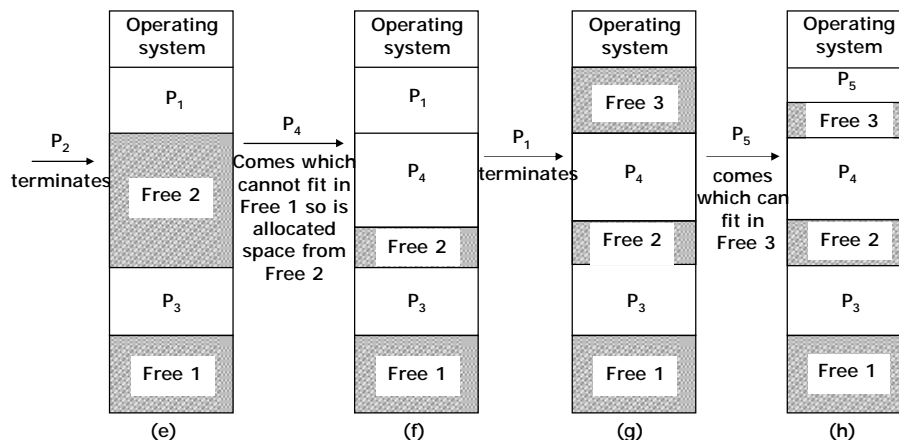 P2
terminates
Operating
system
P1
Free 2
P3
Free 1
(e)
P4
Comes which
cannot fit in
Free 1 so is
allocated
space from
Free 2
Operating
system
P1
P4
Free 2
P3
Free 1
(f)
P1
terminates
Operating
system
Free 3
P4
Free 2
P3
Free 1
(g)
P5
comes
which can
fit in
Free 3
Operating
system
P5
Free 3
P4
Free 2
P3
Free 1
(h)